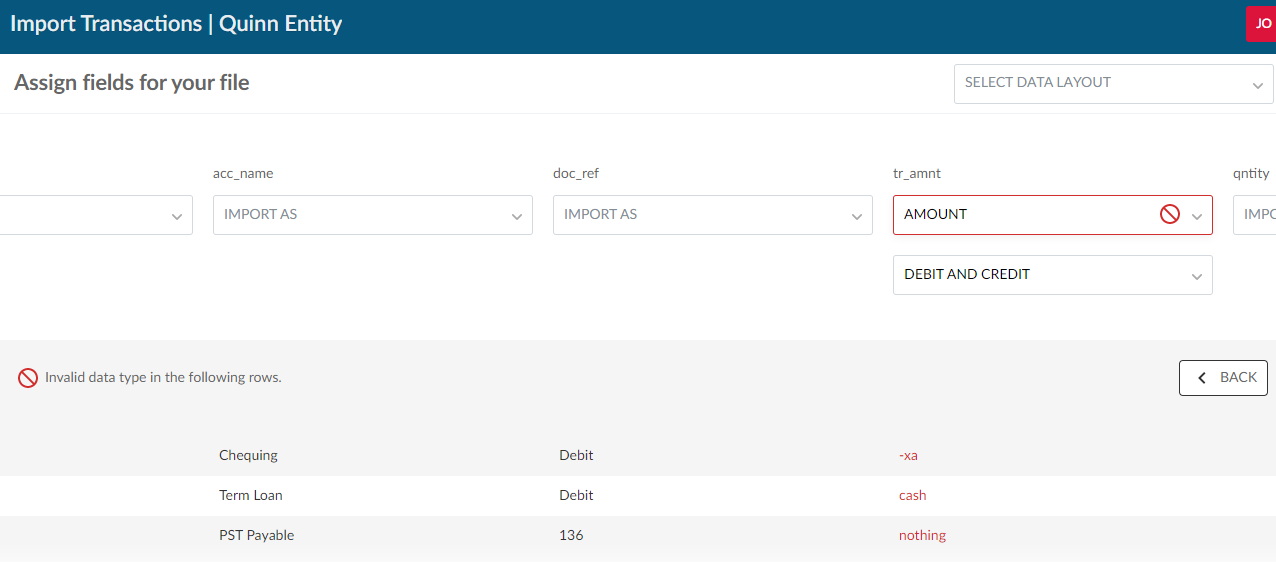 Import Transactions | Quinn Entity
JO
Assign fields for your file
SELECT DATA LAYOUT
acc_name
doc_ref
tr_amnt
qntity
IMPORT AS
IMPORT AS
AMOUNT
IMPO
DEBIT AND CREDIT
Invalid data type in the following rows.
BACK
Chequing Debit -xa
Term Loan Debit cash
PST Payable 136 nothing